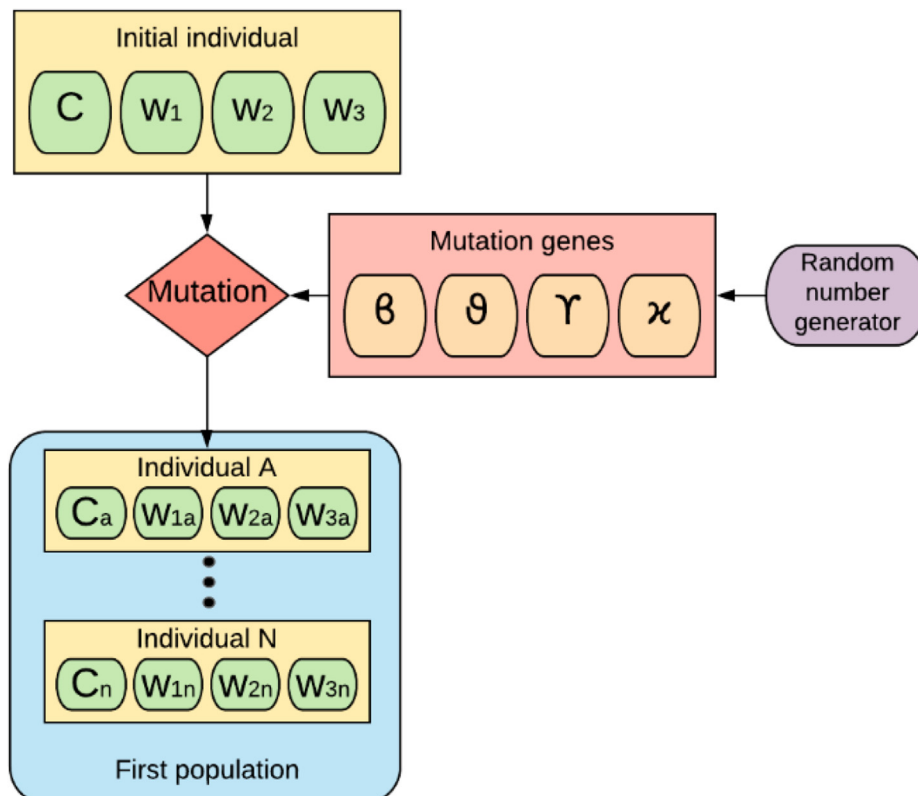 Initial individual
C W1 W2 W3
Mutation
Mutation genes
ϐ ϑ ϒ ϰ
Random
number
generator
Individual A
Ca W1a W2a W3a
Individual N
Cn W1n W2n W3n
First population